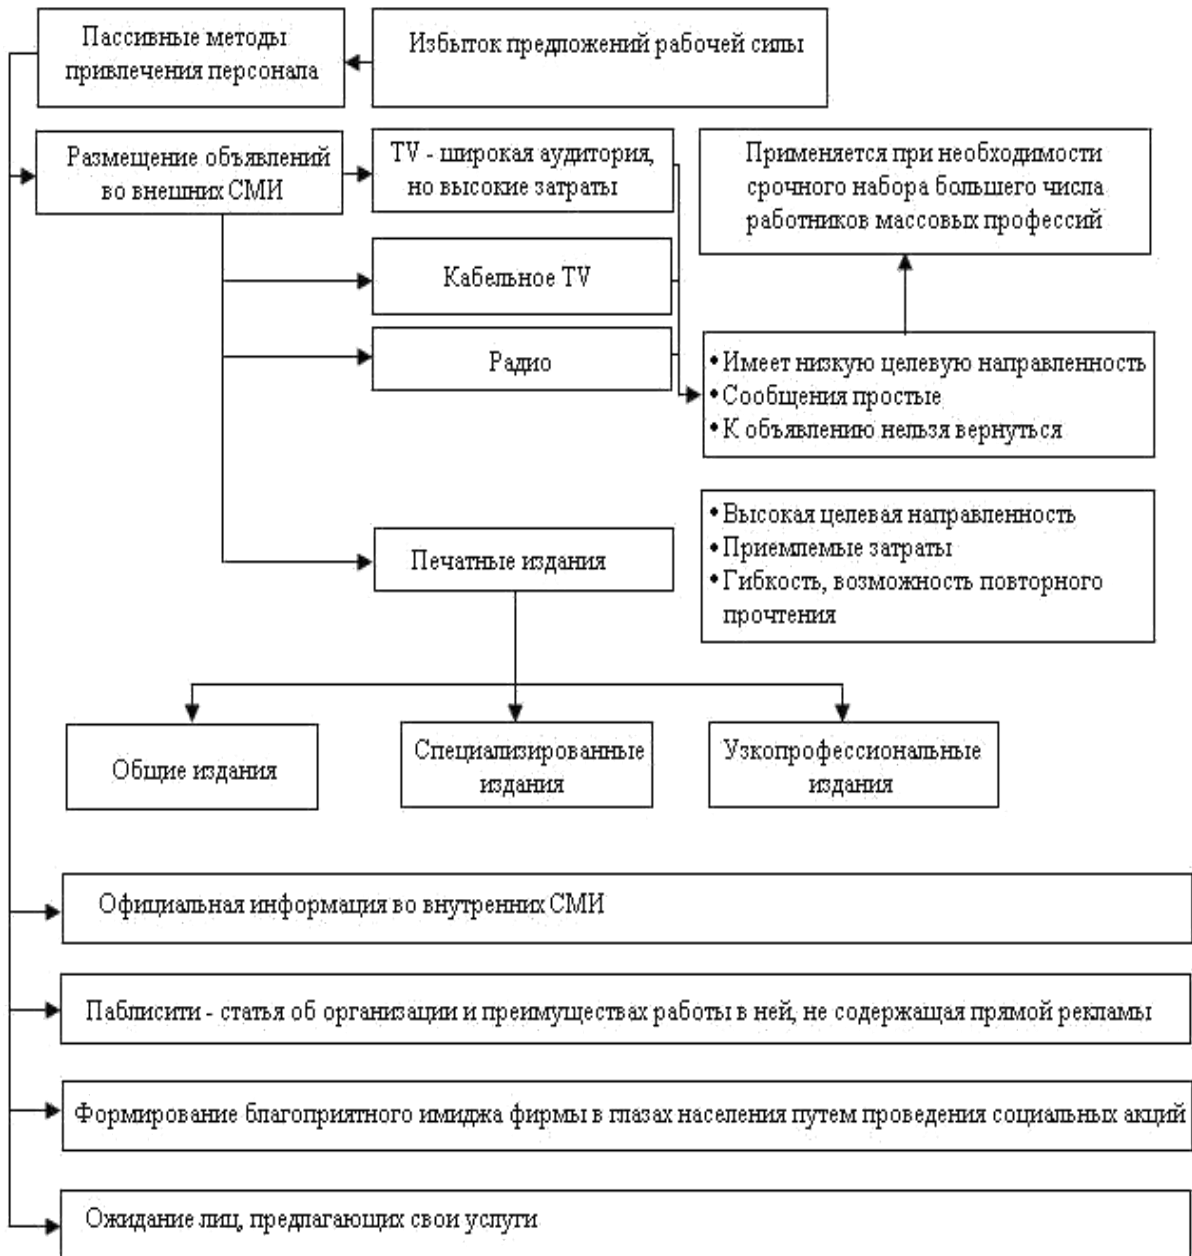 Пассивные методы
привлечения персонала
Избыток предложений рабочей силы
Размещение объявлений
во внешних СМИ
TV - широкая аудитория,
но высокие затраты
Применяется при необходимости
срочного набора большего числа
работников массовых профессий
Кабельное TV
Радио
• Имеет низкую целевую направленность
• Сообщения простые
• К объявлению нельзя вернуться
Печатные издания
• Высокая целевая направленность
• Приемлемые затраты
• Гибкость, возможность повторного
прочтения
Общие издания
Специализированные
издания
Узкопрофессиональные
издания
Официальная информация во внутренних СМИ
Паблисити - статья об организации и преимуществах работы в ней, не содержащая прямой рекламы
Формирование благоприятного имиджа фирмы в глазах населения путем проведения социальных акций
Ожидание лиц, предлагающих свои услуги